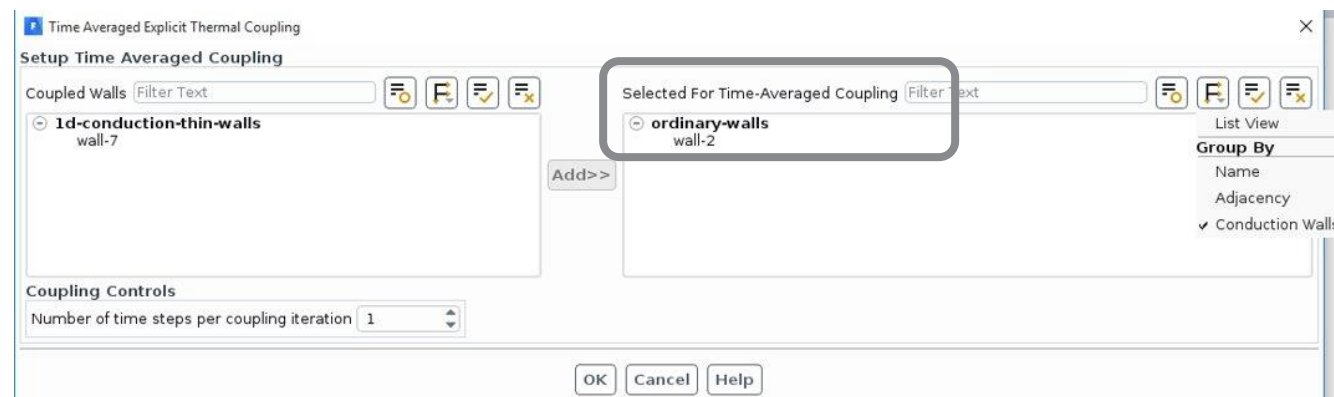 Time Averaged Explicit Thermal Coupling
Setup Time Averaged Coupling
Coupled Walls Filter Text
1d-conduction-thin-walls
wall-7
Add>>
Selected For Time-Averaged Coupling Filter Text
ordinary-walls
wall-2
List View
Group By
Name
Adjacency
Conduction Walls
Coupling Controls
Number of time steps per coupling iteration 1
OK Cancel Help